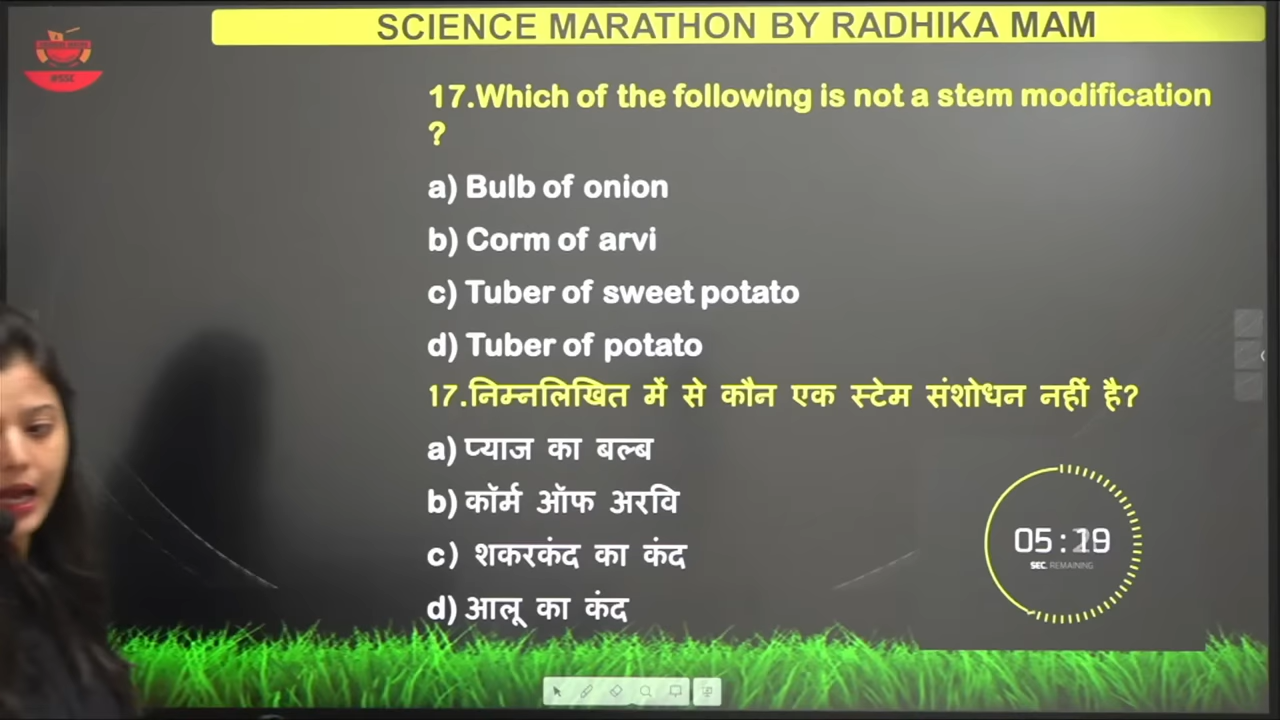 SCIENCE MARATHON BY RADHIKA MAM
JPSSC
17.Which of the following is not a stem modification
?
a) Bulb of onion
b) Corm of arvi
c) Tuber of sweet potato
d) Tuber of potato
17.निम्नलिखित में से कौन एक स्टेम संशोधन नहीं है?
a) प्याज का बल्ब
b) कॉर्म ऑफ अरवि
c) शकरकंद का कंद
d) आलू का कंद
SEC. REMAINING